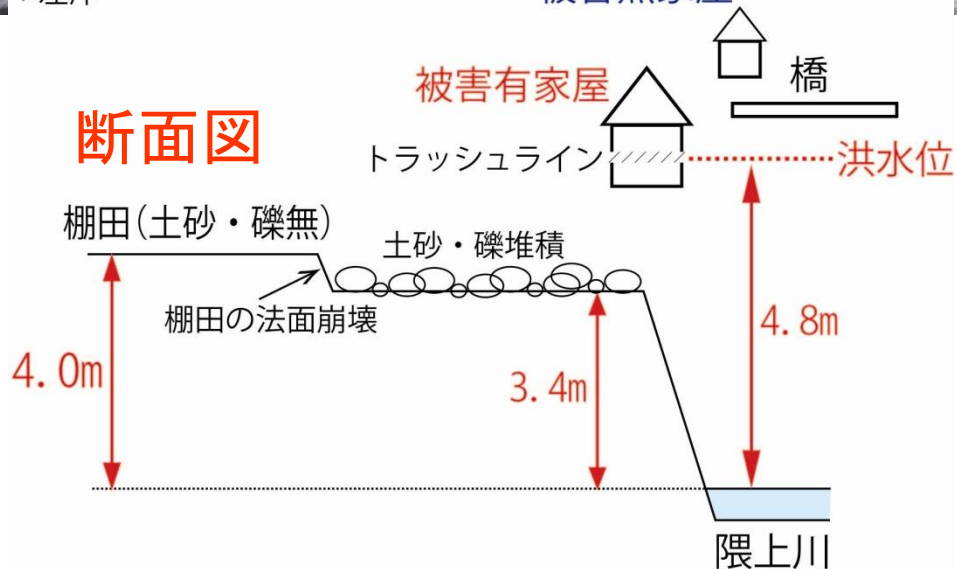 断面図
被害有家屋
橋
トラッシュライン
洪水位
棚田(土砂・礫無)
土砂・礫堆積
棚田の法面崩壊
4.0m
3.4m
4.8m
隈上川